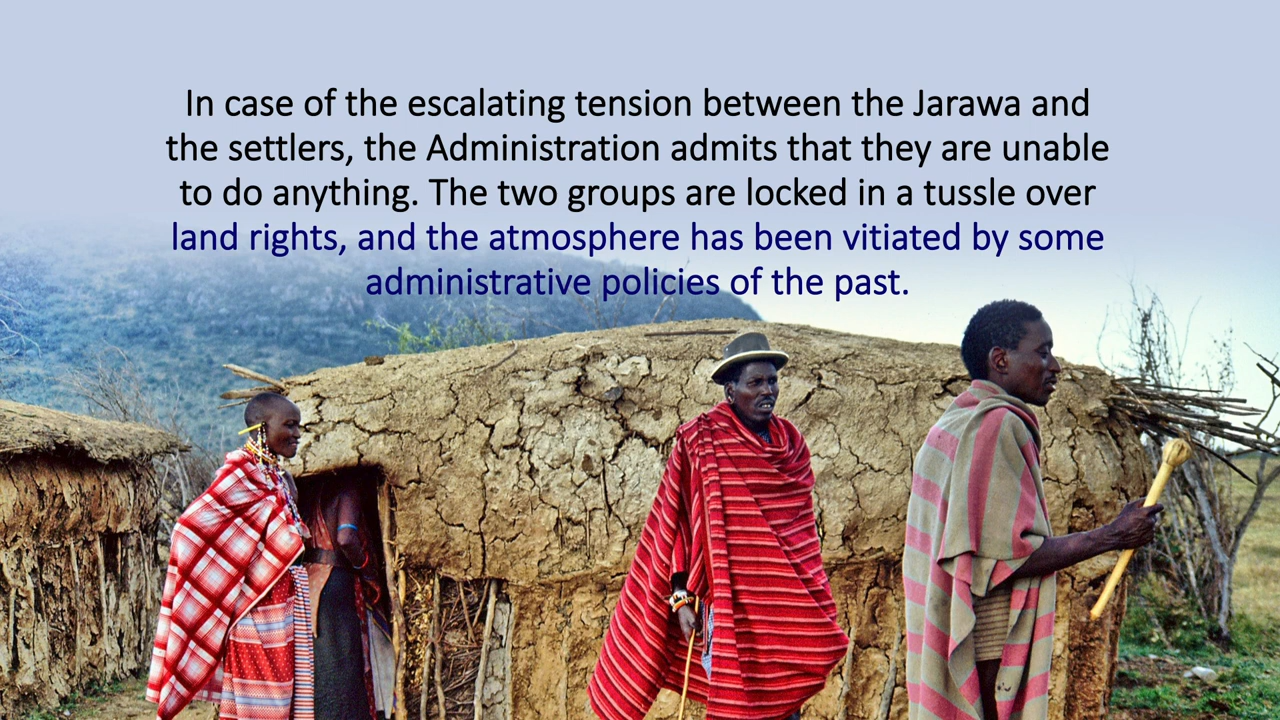 In case of the escalating tension between the Jarawa and
the settlers, the Administration admits that they are unable
to do anything. The two groups are locked in a tussle over
land rights, and the atmosphere has been vitiated by some
administrative policies of the past.